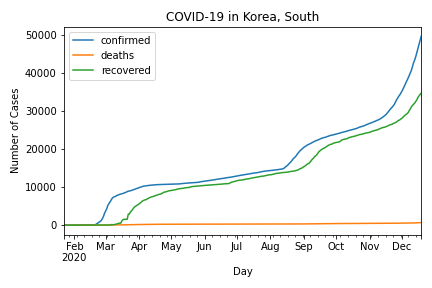 COVID-19 in Korea, South
confirmed
deaths
recovered
Number of Cases
50000
40000
30000
20000
10000
0
Feb Mar Apr May Jun Jul Aug Sep Oct Nov Dec
2020
Day